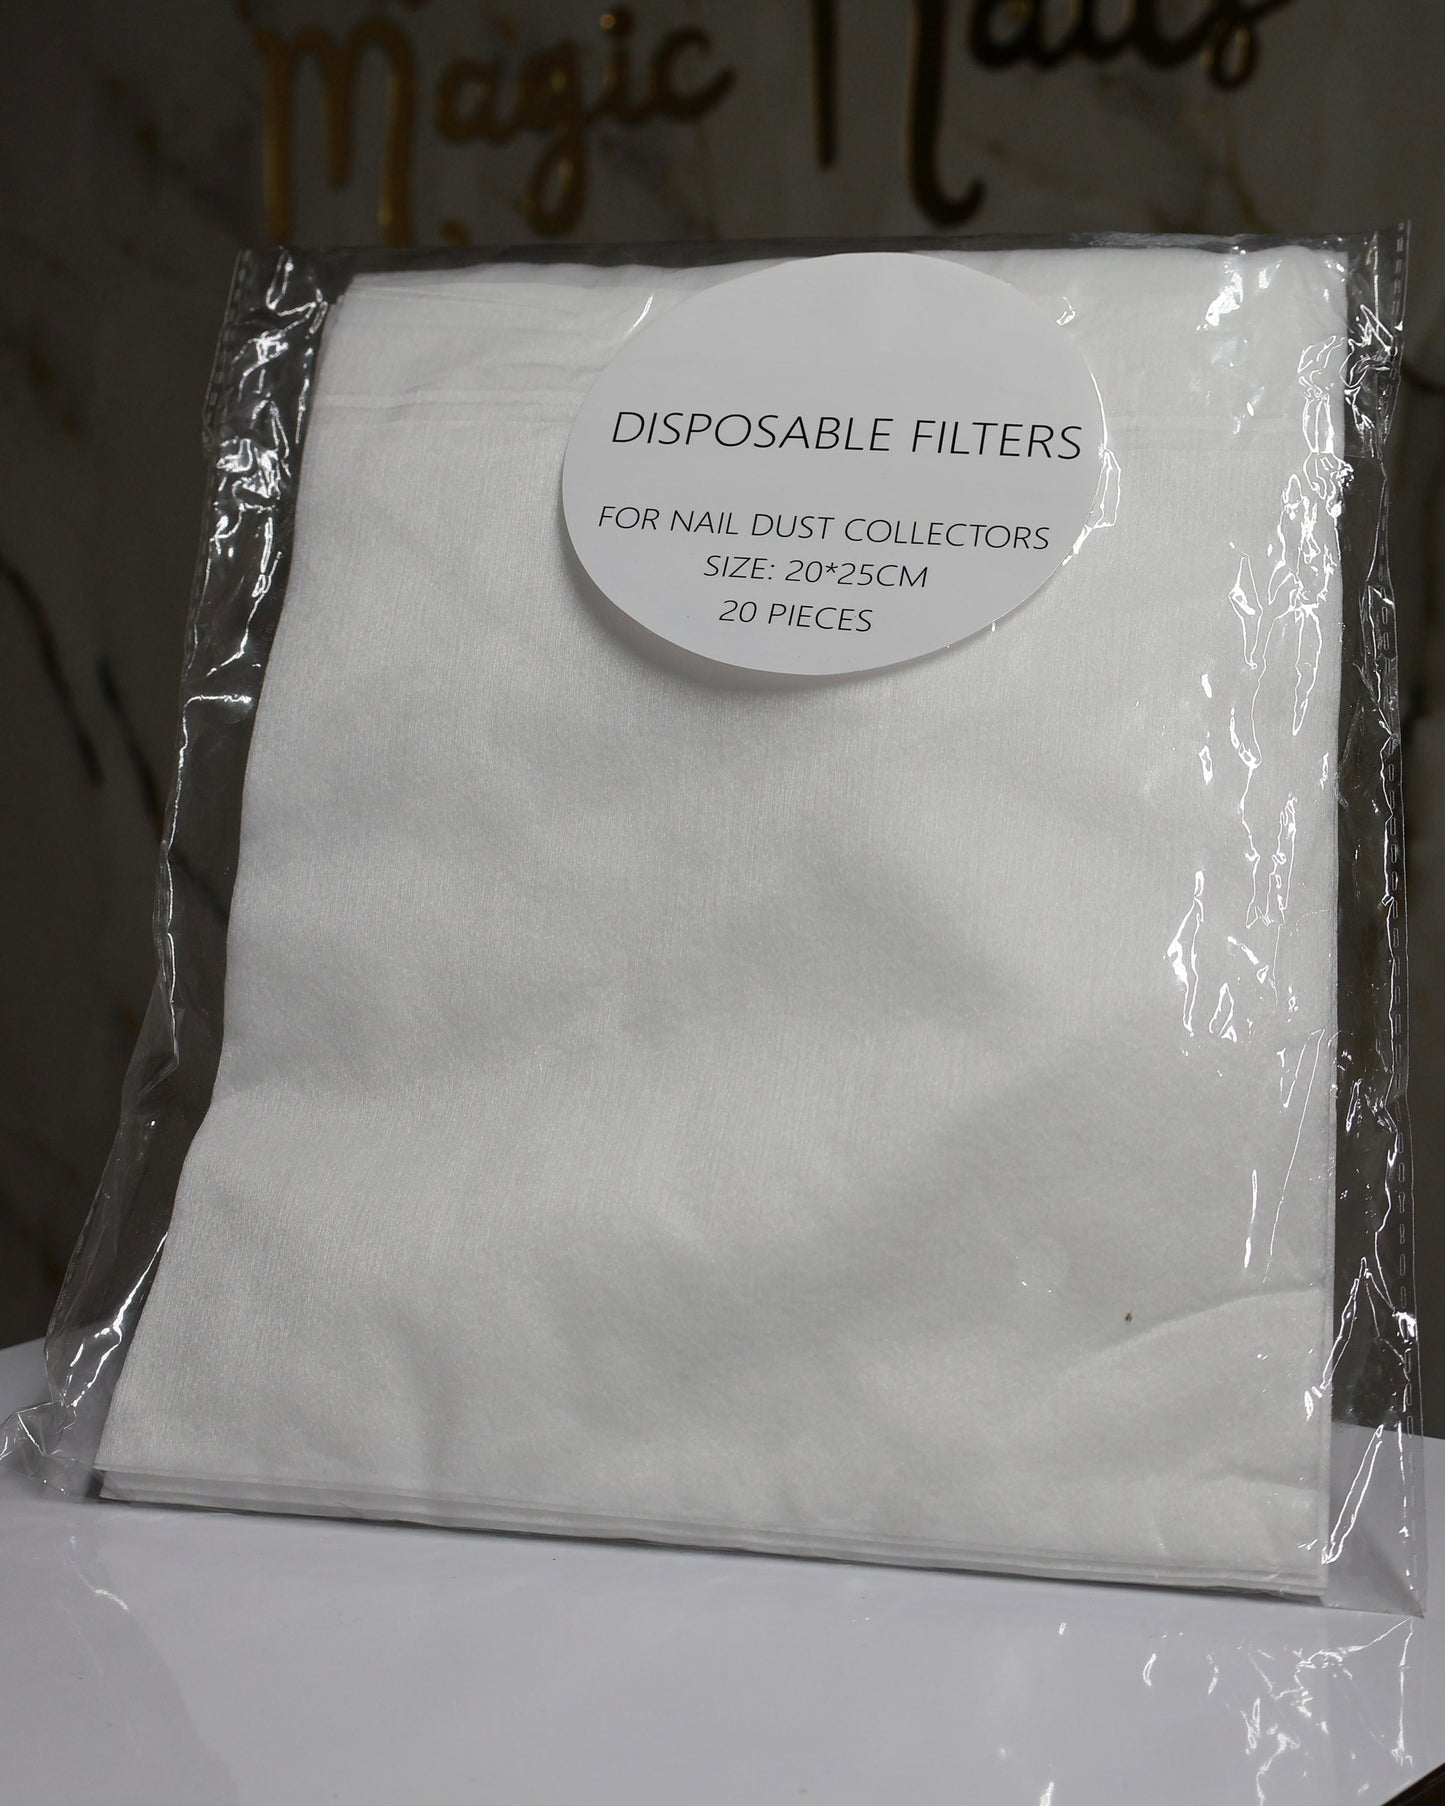 Magic Nails
DISPOSABLE FILTERS
FOR NAIL DUST COLLECTORS
SIZE: 20*25CM
20 PIECES